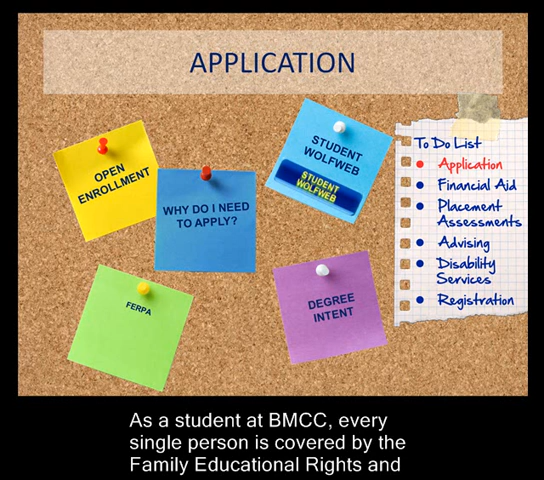 APPLICATION
OPEN
ENROLLMENT
WHY DO I NEED
TO APPLY?
STUDENT
WOLFWEB
STUDENT
WOLFWEB
FERPA
DEGREE
INTENT
To Do List
Application
Financial Aid
Placement
Assessments
Advising
Disability
Services
Registration
As a student at BMCC, every
single person is covered by the
Family Educational Rights and